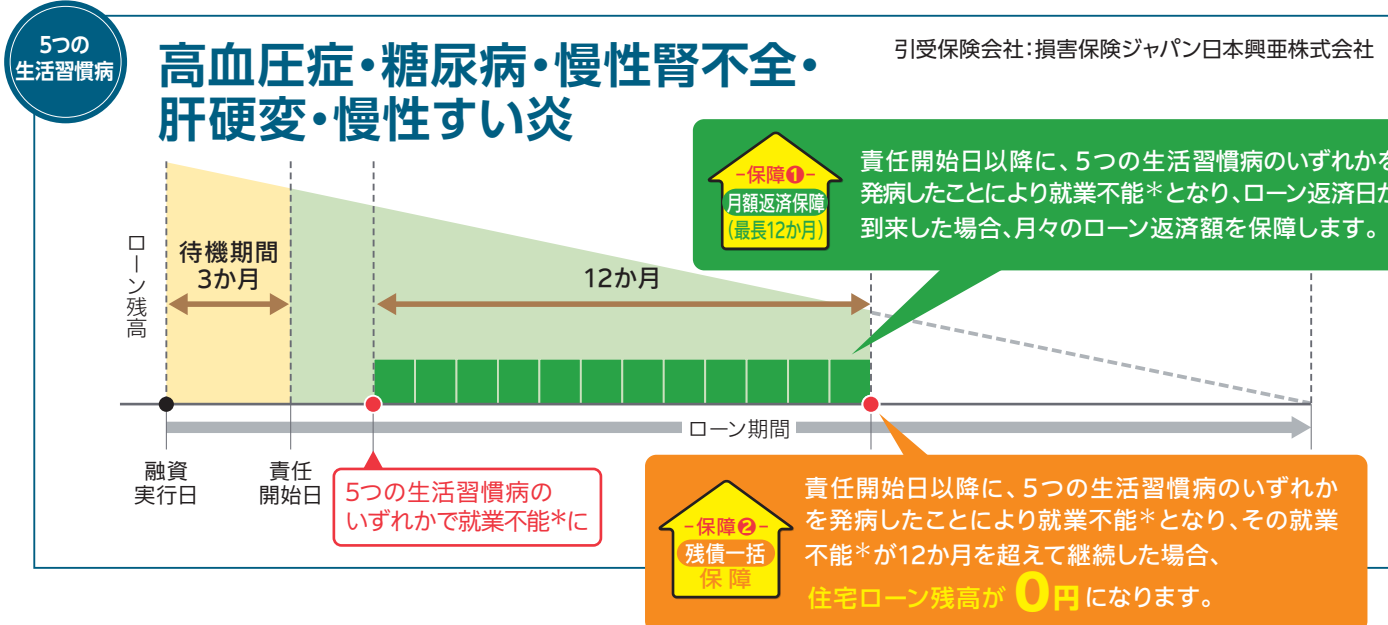 5つの
生活習慣病
高血圧症・糖尿病・慢性腎不全・
肝硬変・慢性すい炎
引受保険会社：損害保険ジャパン日本興亜株式会社
-保障❶-
月額返済保障
(最長12か月)
責任開始日以降に、5つの生活習慣病のいずれかを
発病したことにより就業不能＊となり、ローン返済日が
到来した場合、月々のローン返済額を保障します。
ローン残高
待機期間
3か月
12か月
ローン期間
融資
実行日
責任
開始日
5つの生活習慣病の
いずれかで就業不能＊に
-保障❷-
残債一括
保障
責任開始日以降に、5つの生活習慣病のいずれか
を発病したことにより就業不能＊となり、その就業
不能＊が12か月を超えて継続した場合、
住宅ローン残高が0円になります。